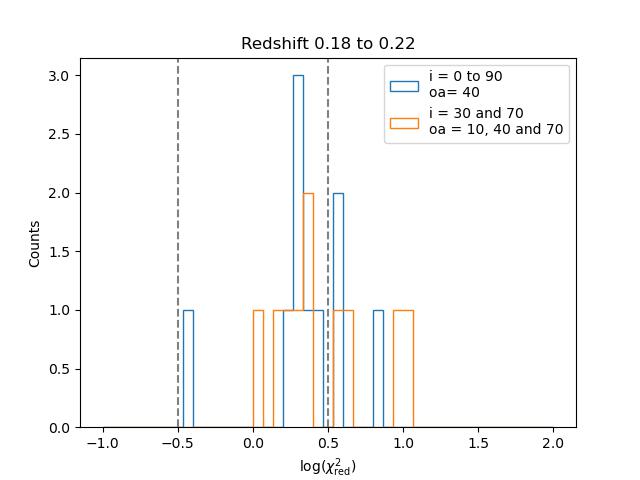 Redshift 0.18 to 0.22
i = 0 to 90
oa= 40
i = 30 and 70
oa = 10, 40 and 70
Counts
3.0
2.5
2.0
1.5
1.0
0.5
0.0
−1.0 −0.5 0.0 0.5 1.0 1.5 2.0
log(χ²red)